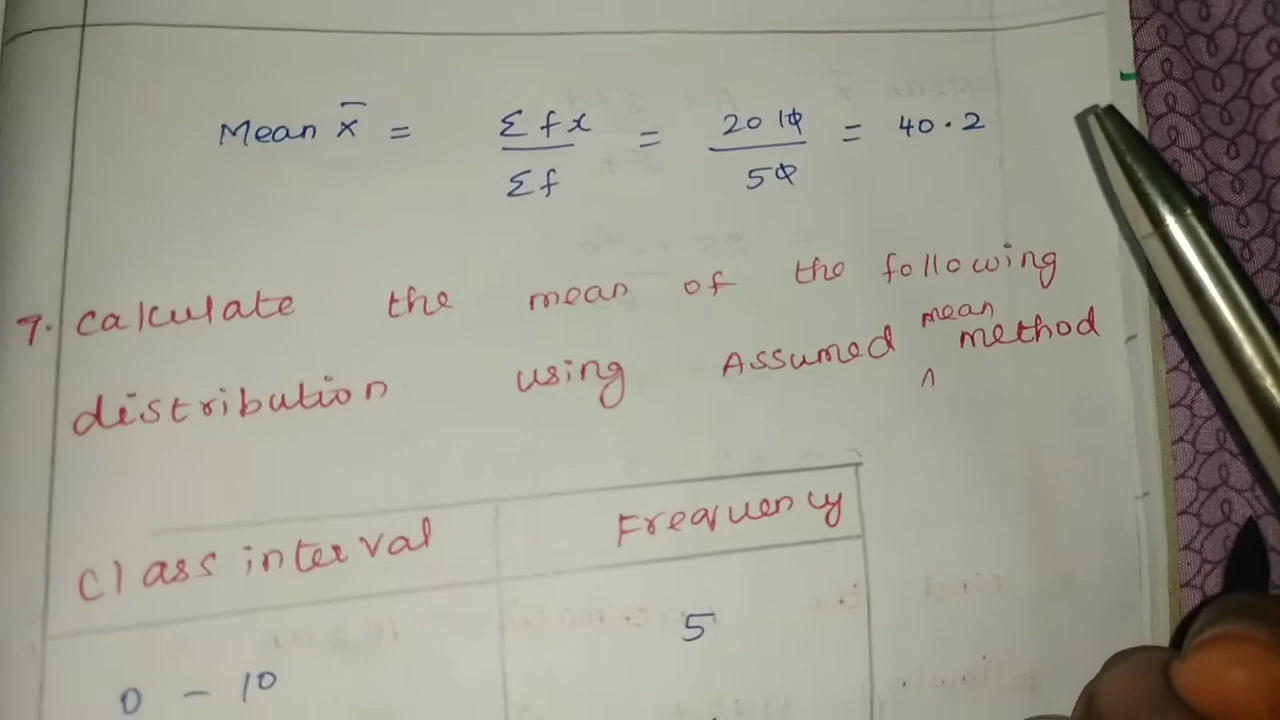 Mean x̄ = Σfx / Σf = 2010 / 50 = 40.2
7. Calculate the mean of the following
distribution using Assumed mean method
Class interval Frequency
0 - 10 5